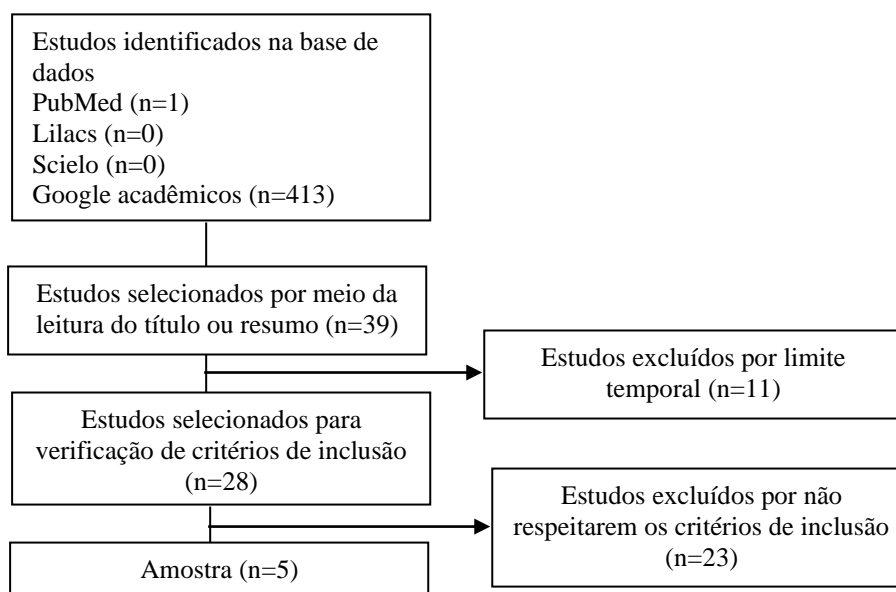 Estudos identificados na base de
dados
PubMed (n=1)
Lilacs (n=0)
Scielo (n=0)
Google acadêmicos (n=413)
Estudos selecionados por meio da
leitura do título ou resumo (n=39)
Estudos excluídos por limite
temporal (n=11)
Estudos selecionados para
verificação de critérios de inclusão
(n=28)
Estudos excluídos por não
respeitarem os critérios de inclusão
(n=23)
Amostra (n=5)